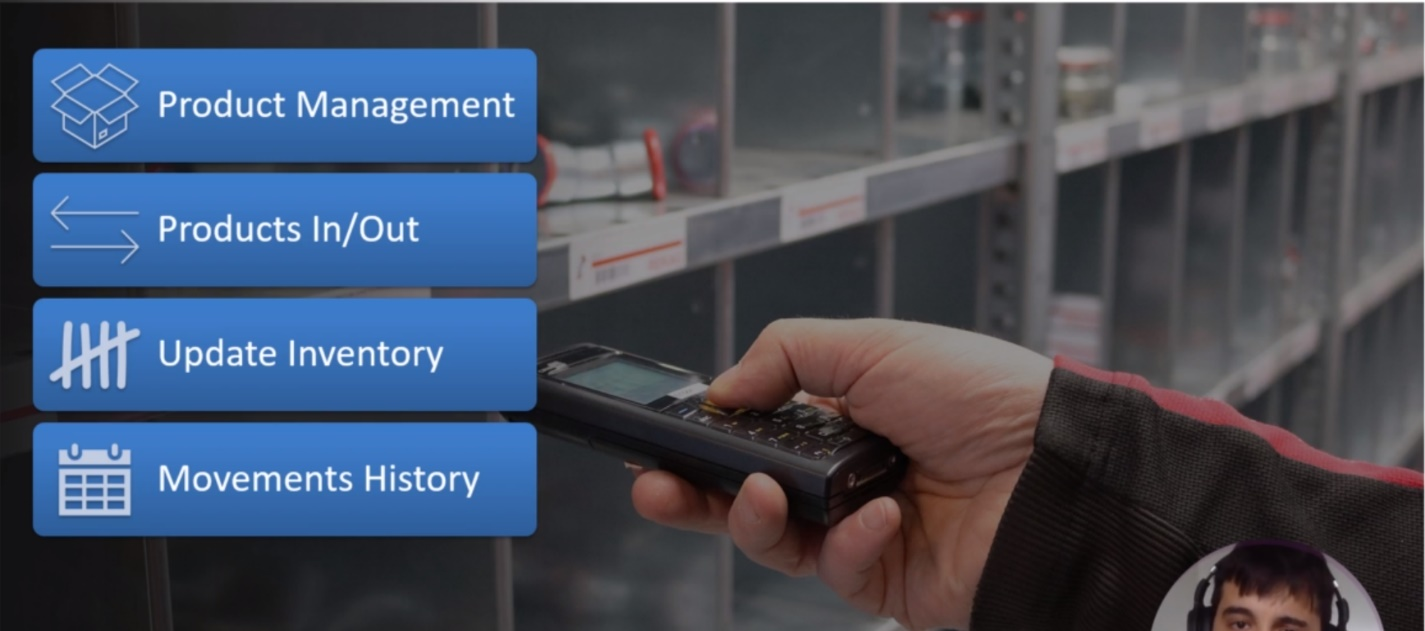 Product Management
Products In/Out
Update Inventory
Movements History